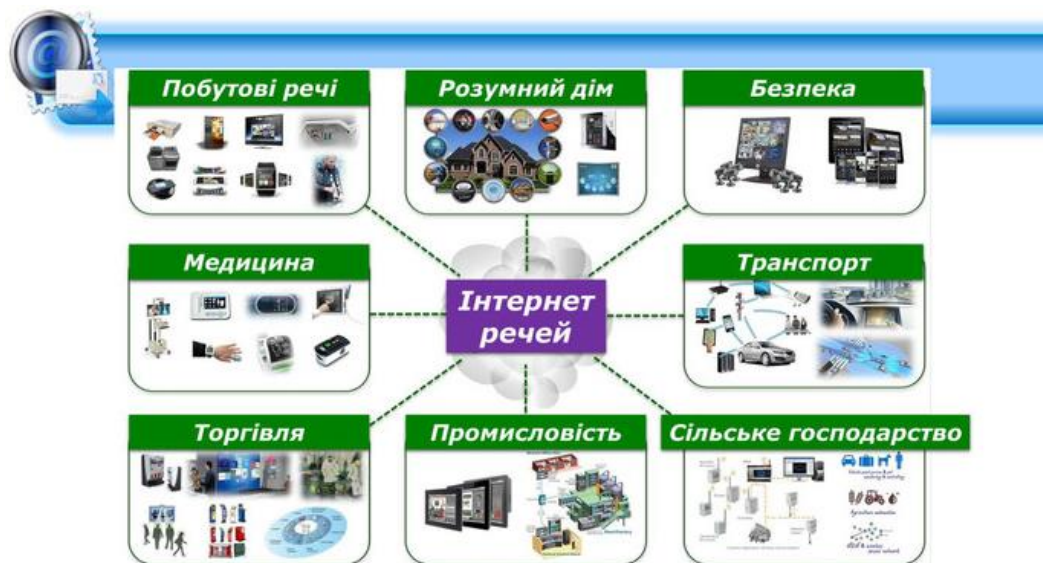 Побутові речі
Розумний дім
Безпека
Медицина
Інтернет
речей
Транспорт
Торгівля
Промисловість
Сільське господарство